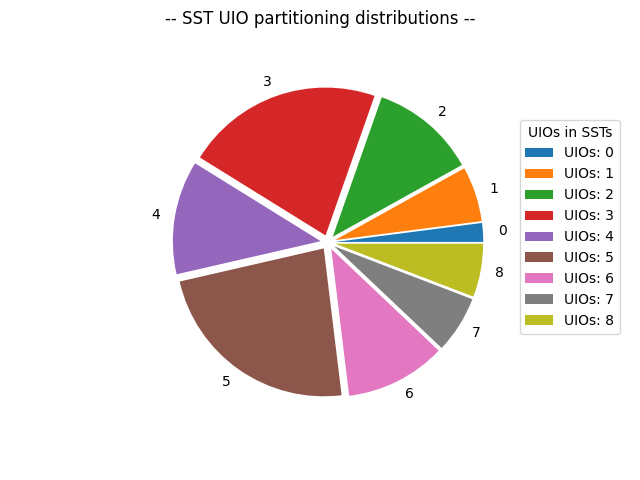 -- SST UIO partitioning distributions --
3
2
4
1
0
8
7
5
6
UIOs in SSTs
UIOs: 0
UIOs: 1
UIOs: 2
UIOs: 3
UIOs: 4
UIOs: 5
UIOs: 6
UIOs: 7
UIOs: 8